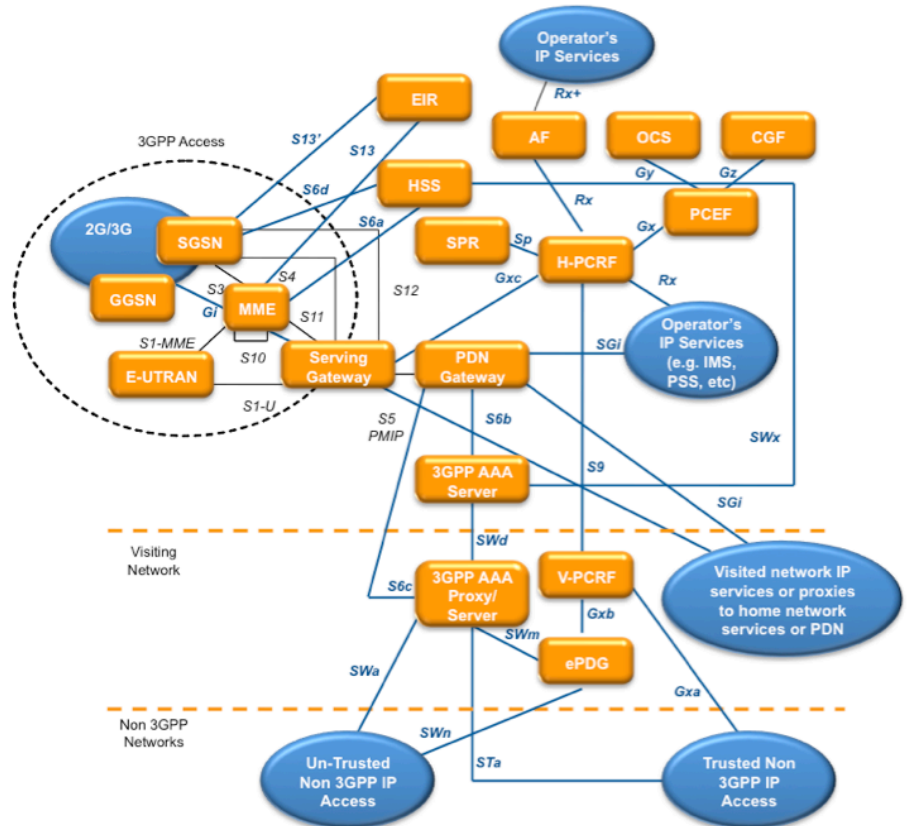 Operator's
IP Services
Rx+
EIR
AF
OCS
CGF
3GPP Access
S13'
S13
Gy
Gz
HSS
S6d
S6a
Rx
PCEF
2G/3G
SGSN
SPR
Sp
Gx
H-PCRF
S3
S4
S12
Gxc
Rx
GGSN
Gi
MME
S11
Operator's
IP Services
(e.g. IMS,
PSS, etc)
S1-MME
S10
SGi
E-UTRAN
Serving
Gateway
PDN
Gateway
S1-U
S5
PMIP
S6b
SWx
3GPP AAA
Server
S9
SGi
SWd
Visiting
Network
S6c
3GPP AAA
Proxy/
Server
V-PCRF
Visited network IP
services or proxies
to home network
services or PDN
Gxb
SWm
ePDG
SWa
Gxa
Non 3GPP
Networks
SWn
STa
Un-Trusted
Non 3GPP IP
Access
Trusted Non
3GPP IP
Access